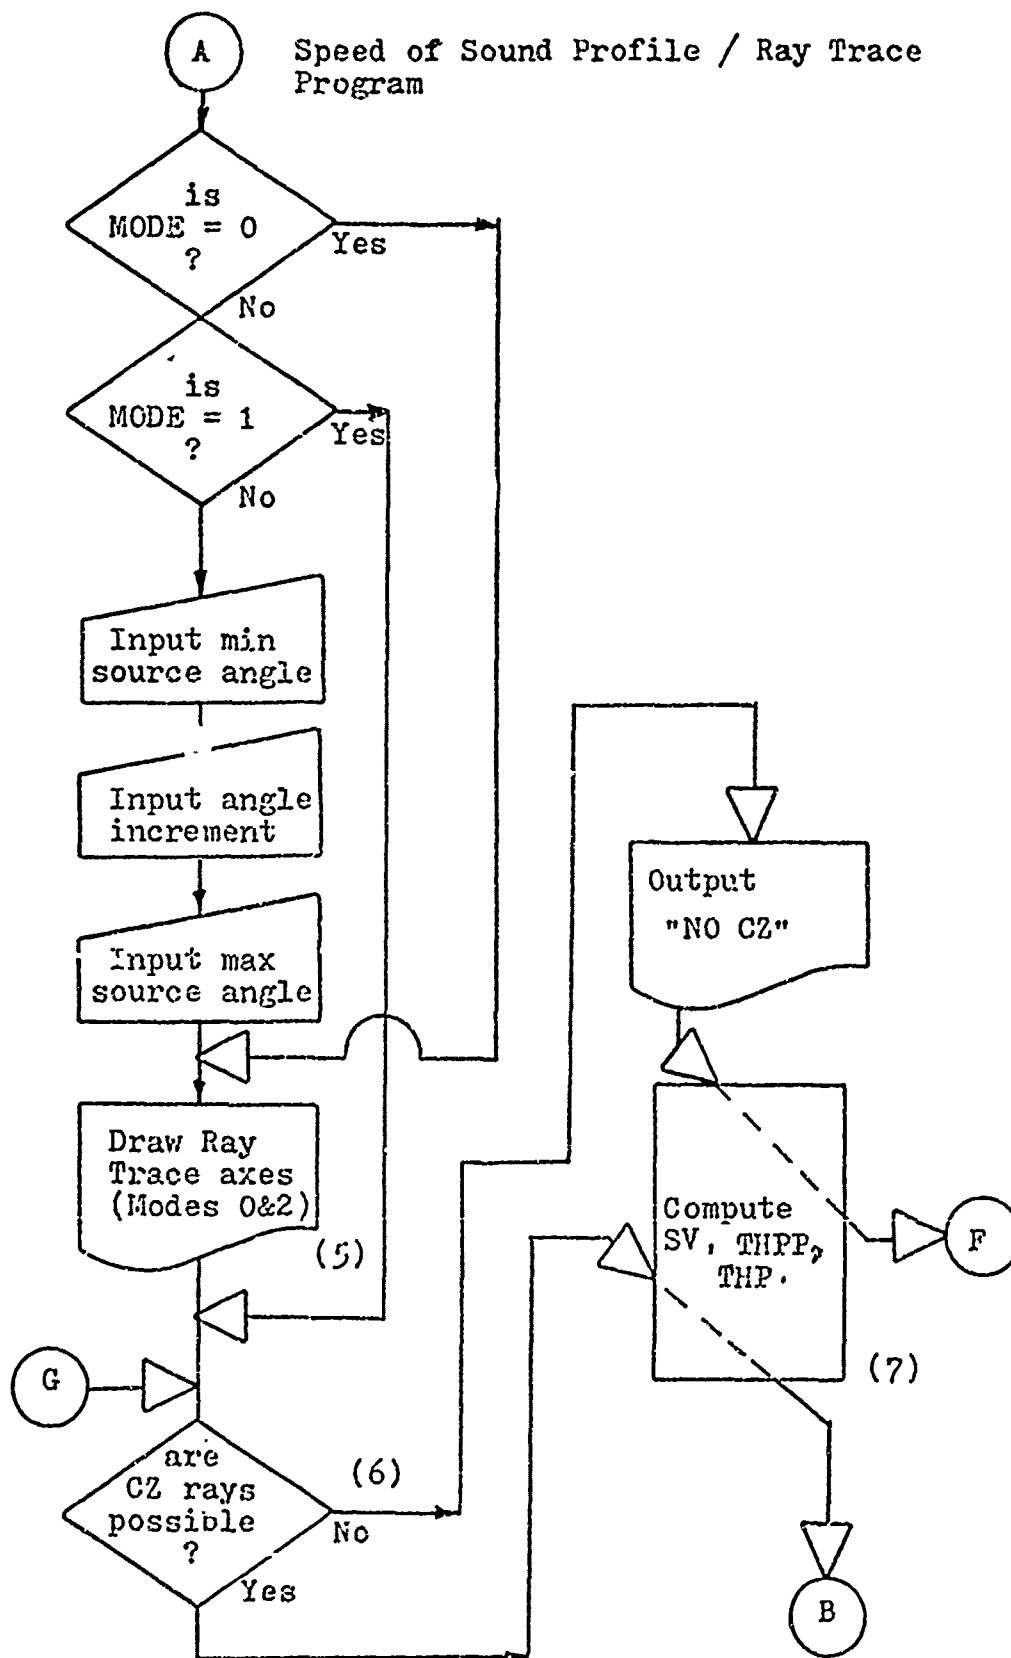 A
Speed of Sound Profile / Ray Trace
Program
is
MODE = 0
?
Yes
No
is
MODE = 1
?
Yes
No
Input min
source angle
Input angle
increment
Input max
source angle
Draw Ray
Trace axes
(Modes 0&2)
(5)
G
are
CZ rays
possible
?
(6)
No
Yes
Output
"NO CZ"
Compute
SV, THPP,
THP.
(7)
F
B